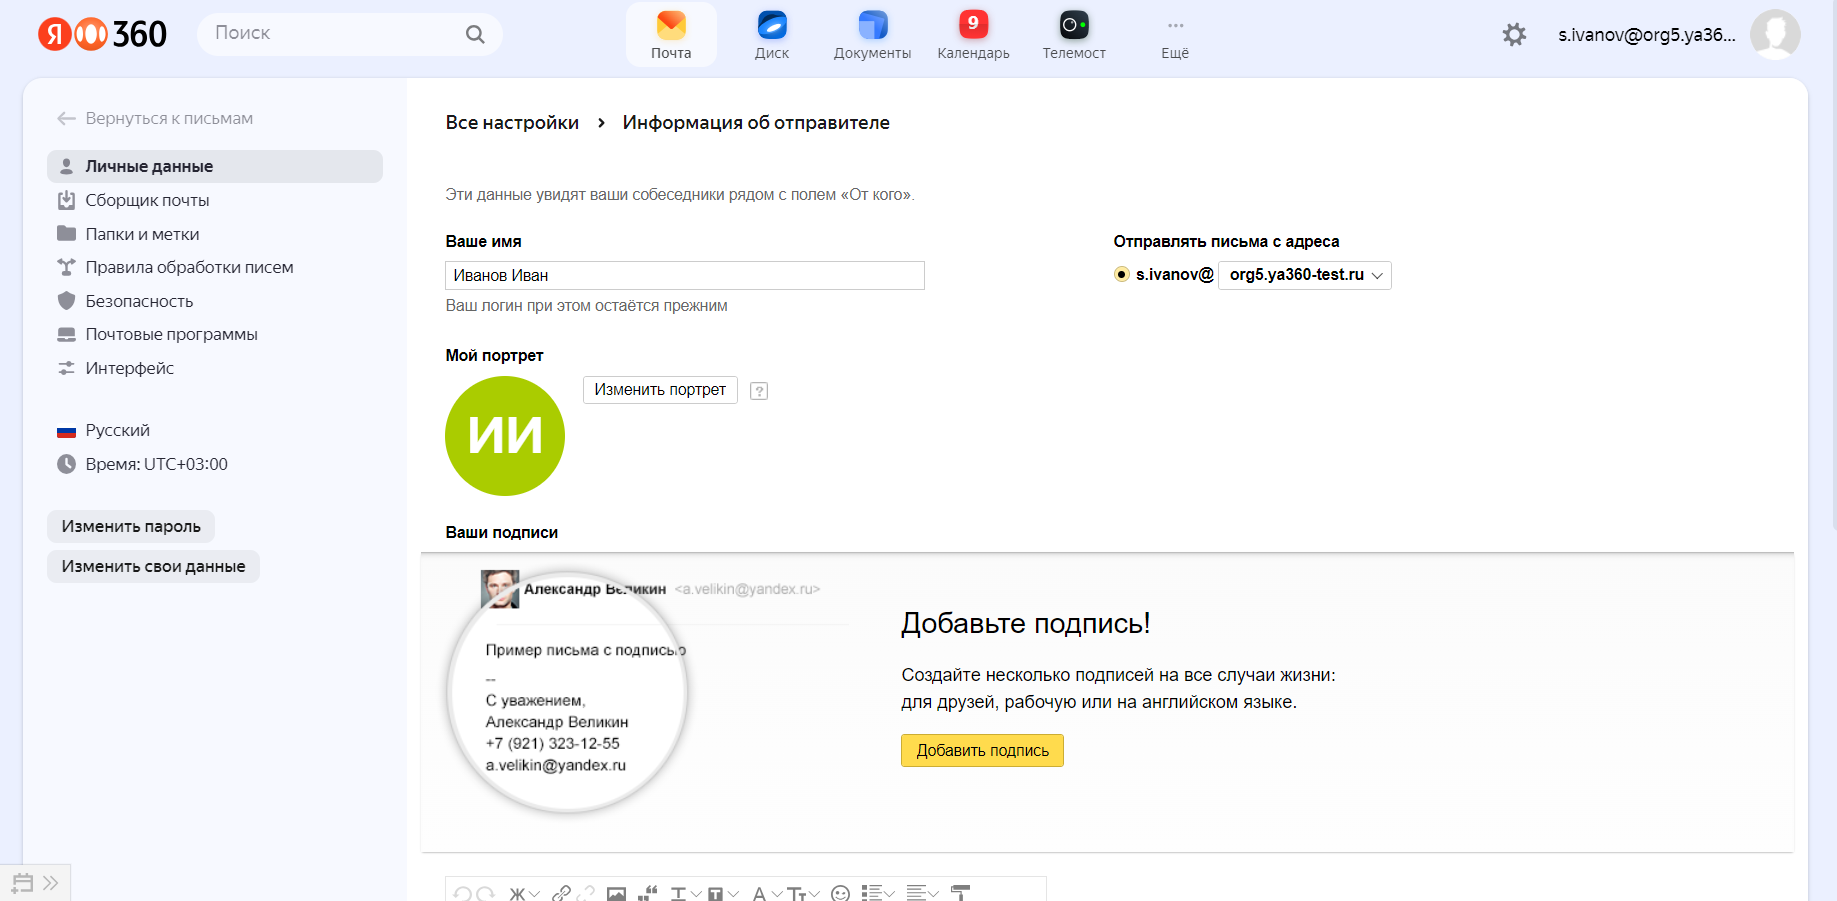 Я 360
Поиск
Почта
Диск
Документы
9
Календарь
Телемост
Ещё
s.ivanov@org5.ya36...
Вернуться к письмам
Личные данные
Сборщик почты
Папки и метки
Правила обработки писем
Безопасность
Почтовые программы
Интерфейс
Русский
Время: UTC+03:00
Изменить пароль
Изменить свои данные
Все настройки › Информация об отправителе
Эти данные увидят ваши собеседники рядом с полем «От кого».
Ваше имя
Иванов Иван
Ваш логин при этом остаётся прежним
Отправлять письма с адреса
s.ivanov@ org5.ya360-test.ru
Мой портрет
ИИ
Изменить портрет ?
Ваши подписи
Александр Великин <a.velikin@yandex.ru>
Пример письма с подписью
--
С уважением,
Александр Великин
+7 (921) 323-12-55
a.velikin@yandex.ru
Добавьте подпись!
Создайте несколько подписей на все случаи жизни:
для друзей, рабочую или на английском языке.
Добавить подпись
Ж T A Tт